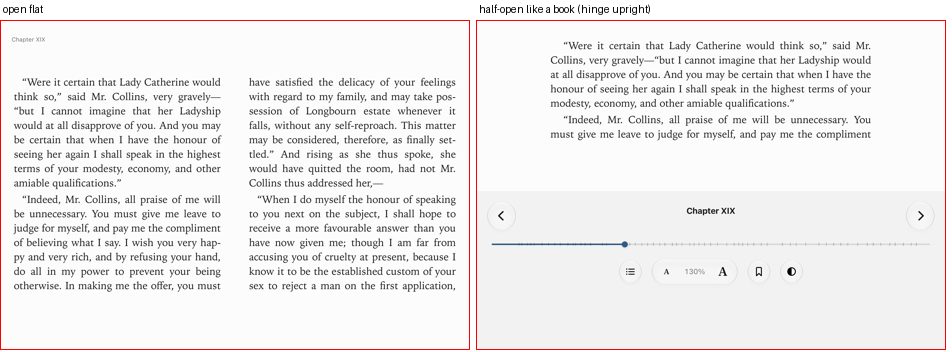 open flat
Chapter XIX
“Were it certain that Lady Catherine would
think so,” said Mr. Collins, very gravely—
“but I cannot imagine that her Ladyship
would at all disapprove of you. And you may
be certain that when I have the honour of
seeing her again I shall speak in the highest
terms of your modesty, economy, and other
amiable qualifications.”
“Indeed, Mr. Collins, all praise of me will
be unnecessary. You must give me leave to
judge for myself, and pay me the compliment
of believing what I say. I wish you very hap-
py and very rich, and by refusing your hand,
do all in my power to prevent your being
otherwise. In making me the offer, you must
have satisfied the delicacy of your feelings
with regard to my family, and may take pos-
session of Longbourn estate whenever it
falls, without any self-reproach. This matter
may be considered, therefore, as finally set-
tled.” And rising as she thus spoke, she
would have quitted the room, had not Mr.
Collins thus addressed her,—
“When I do myself the honour of speaking
to you next on the subject, I shall hope to
receive a more favourable answer than you
have now given me; though I am far from
accusing you of cruelty at present, because I
know it to be the established custom of your
sex to reject a man on the first application,
half-open like a book (hinge upright)
“Were it certain that Lady Catherine would think so,” said Mr.
Collins, very gravely—“but I cannot imagine that her Ladyship would
at all disapprove of you. And you may be certain that when I have the
honour of seeing her again I shall speak in the highest terms of your
modesty, economy, and other amiable qualifications.”
“Indeed, Mr. Collins, all praise of me will be unnecessary. You
must give me leave to judge for myself, and pay me the compliment
Chapter XIX
A 130% A